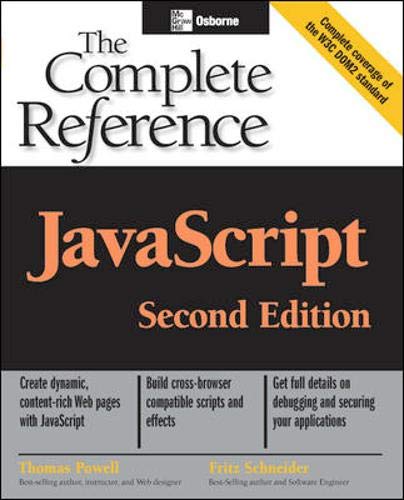 Mc
Graw
Hill
Osborne
Complete coverage of
the W3C DOM2 standard
The
Complete
Reference
JavaScript
Second Edition
Create dynamic,
content-rich Web pages
with JavaScript
Build cross-browser
compatible scripts and
effects
Get full details on
debugging and securing
your applications
Thomas Powell
Best-selling author, instructor, and Web designer
Fritz Schneider
Best-Selling author and Software Engineer